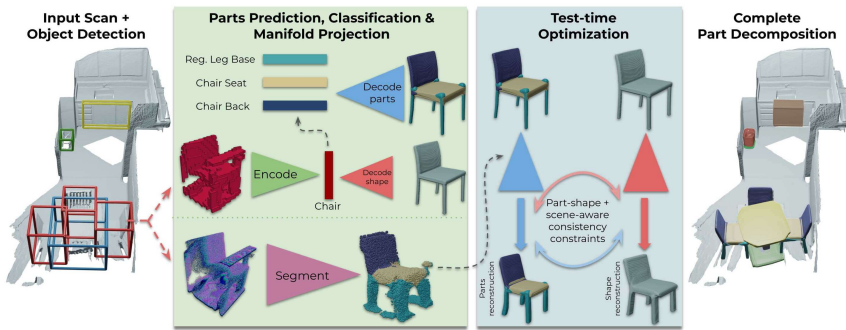 Input Scan +
Object Detection
Parts Prediction, Classification &
Manifold Projection
Test-time
Optimization
Complete
Part Decomposition
Reg. Leg Base
Chair Seat
Chair Back
Decode
parts
Encode
Decode
shape
Chair
Segment
Part-shape +
scene-aware
consistency
constraints
Parts
reconstruction
Shape
reconstruction